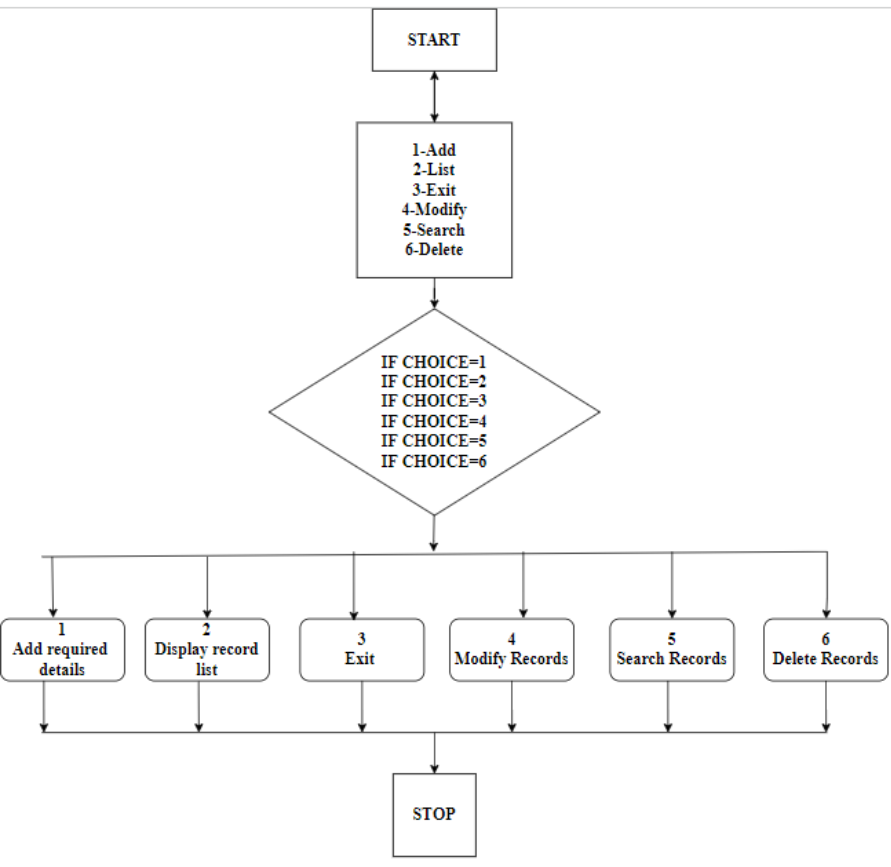 START
1-Add
2-List
3-Exit
4-Modify
5-Search
6-Delete
IF CHOICE=1
IF CHOICE=2
IF CHOICE=3
IF CHOICE=4
IF CHOICE=5
IF CHOICE=6
1
Add required
details
2
Display record
list
3
Exit
4
Modify Records
5
Search Records
6
Delete Records
STOP